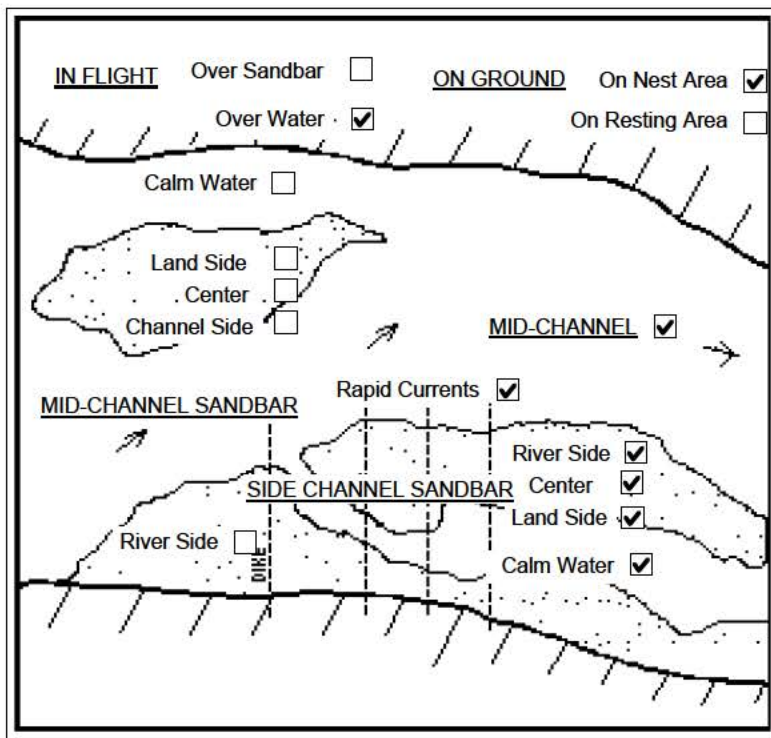 IN FLIGHT Over Sandbar ☐ ON GROUND On Nest Area ☑
Over Water ☑ On Resting Area ☐
Calm Water ☐
Land Side ☐
Center ☐
Channel Side ☐
MID-CHANNEL ☑
Rapid Currents ☑
MID-CHANNEL SANDBAR
River Side ☑
SIDE CHANNEL SANDBAR Center ☑
Land Side ☑
River Side ☐
DIKE
Calm Water ☑